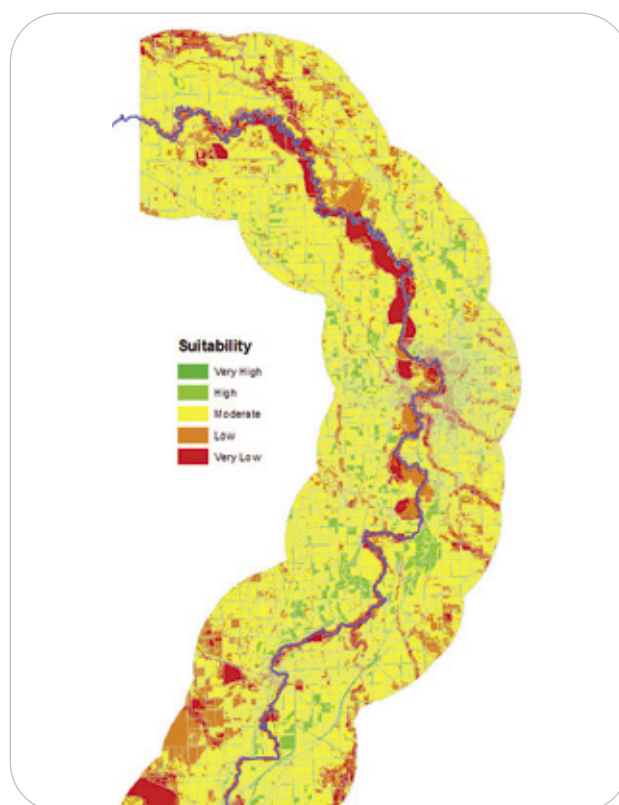 Suitability
Very High
High
Moderate
Low
Very Low